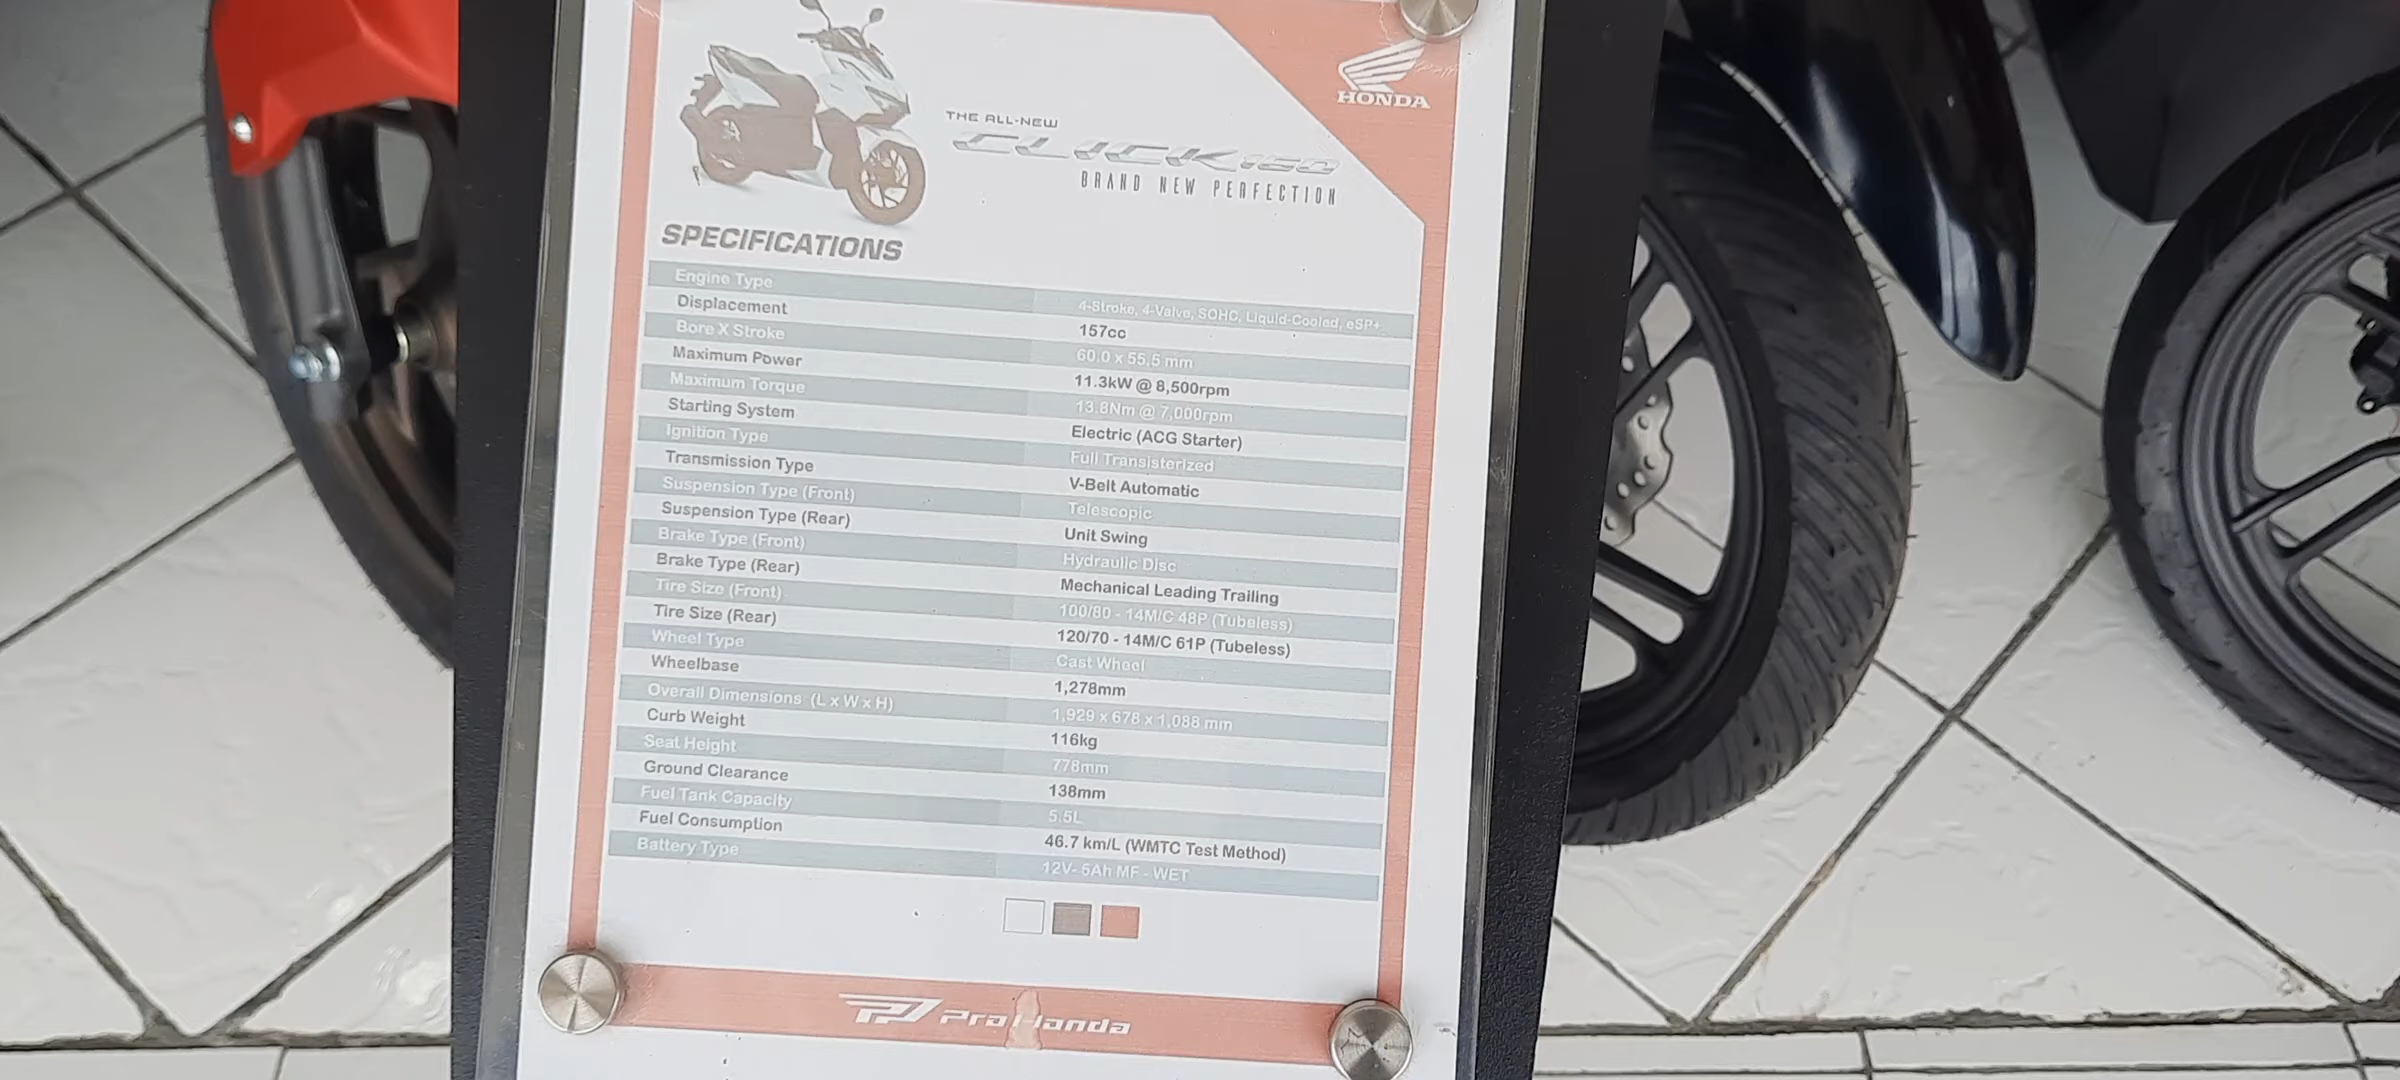 HONDA
THE ALL-NEW
CLICK160
BRAND NEW PERFECTION
SPECIFICATIONS
Engine Type 4-Stroke, 4-Valve, SOHC, Liquid-Cooled, eSP+
Displacement 157cc
Bore X Stroke 60.0 x 55.5 mm
Maximum Power 11.3kW @ 8,500rpm
Maximum Torque 13.8Nm @ 7,000rpm
Starting System Electric (ACG Starter)
Ignition Type Full Transisterized
Transmission Type V-Belt Automatic
Suspension Type (Front) Telescopic
Suspension Type (Rear) Unit Swing
Brake Type (Front) Hydraulic Disc
Brake Type (Rear) Mechanical Leading Trailing
Tire Size (Front) 100/80 - 14M/C 48P (Tubeless)
Tire Size (Rear) 120/70 - 14M/C 61P (Tubeless)
Wheel Type Cast Wheel
Wheelbase 1,278mm
Overall Dimensions (L x W x H) 1,929 x 678 x 1,088 mm
Curb Weight 116kg
Seat Height 778mm
Ground Clearance 138mm
Fuel Tank Capacity 5.5L
Fuel Consumption 46.7 km/L (WMTC Test Method)
Battery Type 12V- 5Ah MF - WET
ProHonda